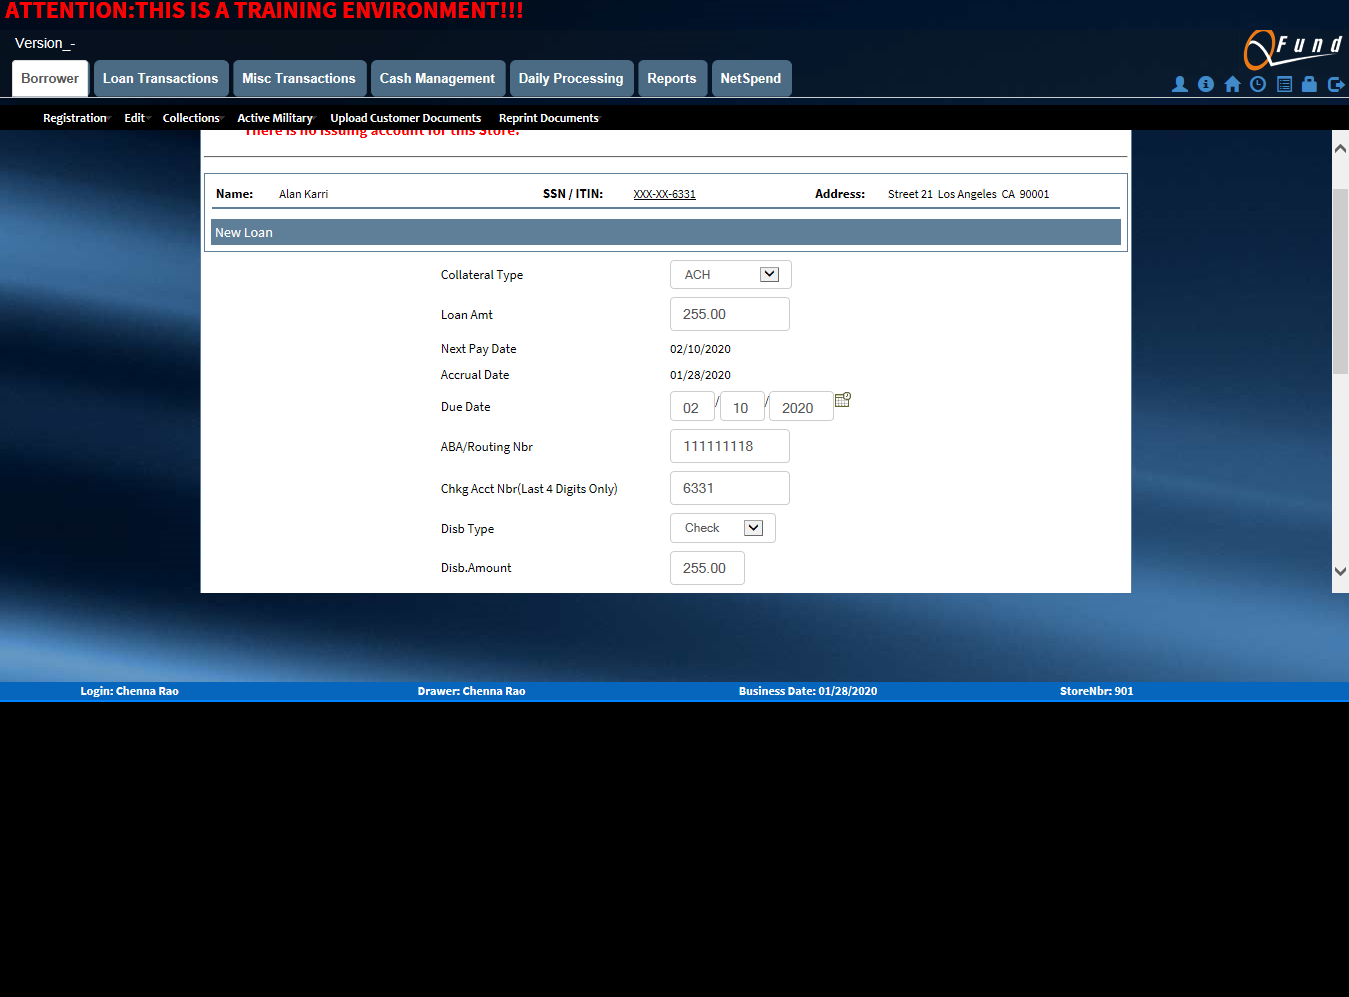 ATTENTION:THIS IS A TRAINING ENVIRONMENT!!!
Version_-
QFund
Borrower Loan Transactions Misc Transactions Cash Management Daily Processing Reports NetSpend
Registration Edit Collections Active Military Upload Customer Documents Reprint Documents
There is no issuing account for this Store.
Name: Alan Karri SSN / ITIN: XXX-XX-6331 Address: Street 21 Los Angeles CA 90001
New Loan
Collateral Type ACH
Loan Amt 255.00
Next Pay Date 02/10/2020
Accrual Date 01/28/2020
Due Date 02 / 10 / 2020
ABA/Routing Nbr 111111118
Chkg Acct Nbr(Last 4 Digits Only) 6331
Disb Type Check
Disb.Amount 255.00
Login: Chenna Rao Drawer: Chenna Rao Business Date: 01/28/2020 StoreNbr: 901